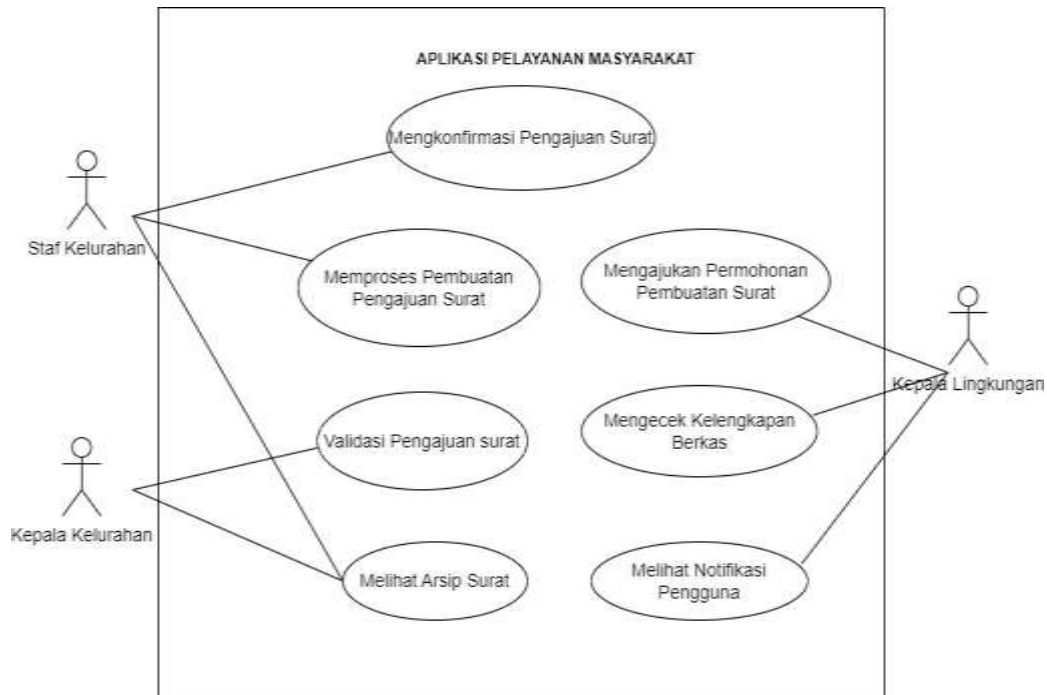 APLIKASI PELAYANAN MASYARAKAT
Mengkonfirmasi Pengajuan Surat
Staf Kelurahan
Memproses Pembuatan
Pengajuan Surat
Mengajukan Permohonan
Pembuatan Surat
Kepala Lingkungan
Validasi Pengajuan surat
Mengecek Kelengkapan
Berkas
Kepala Kelurahan
Melihat Arsip Surat
Melihat Notifikasi
Pengguna